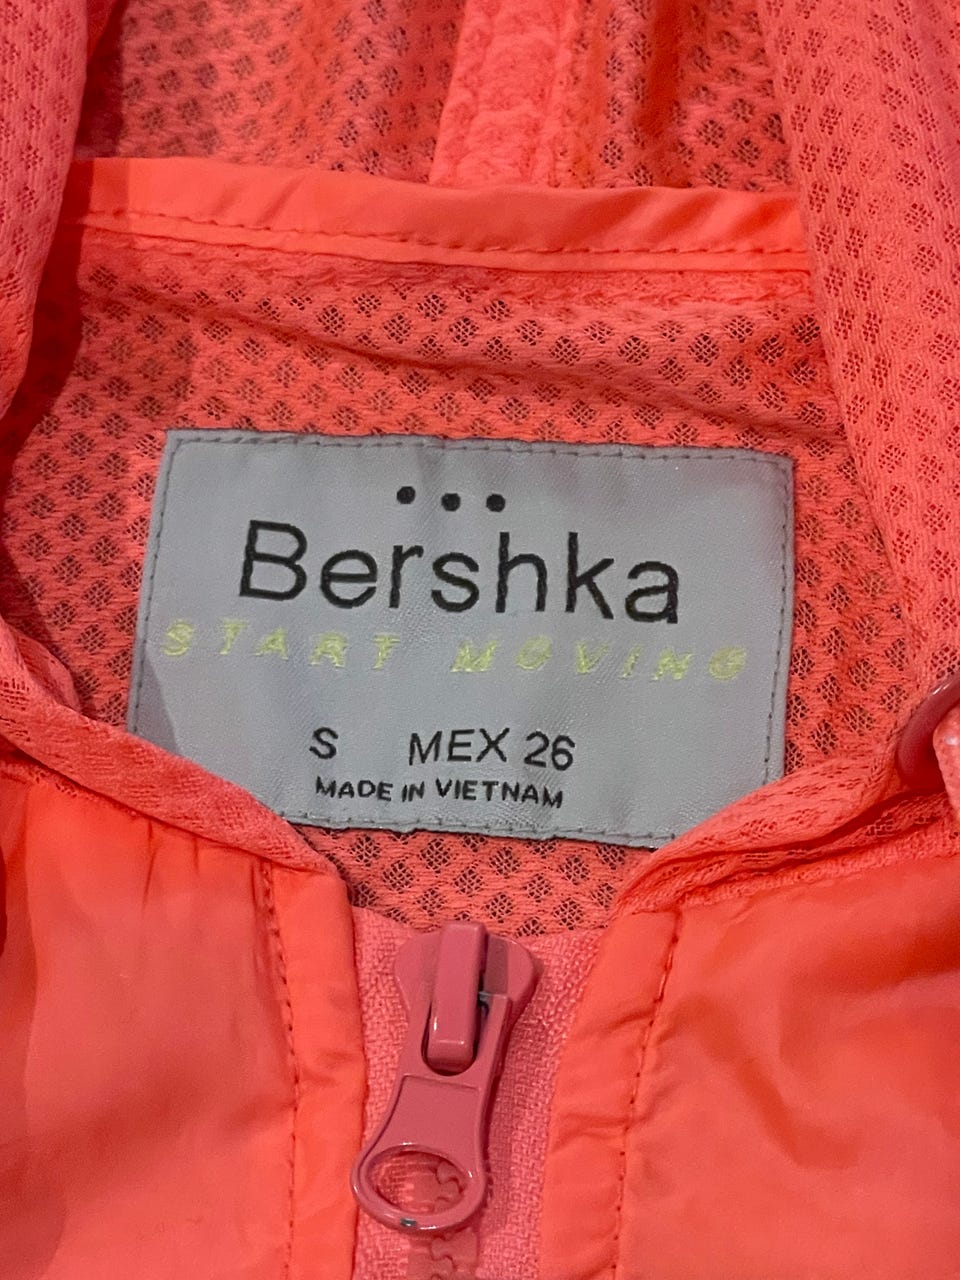 Bershka
START MOVING
S MEX 26
MADE IN VIETNAM